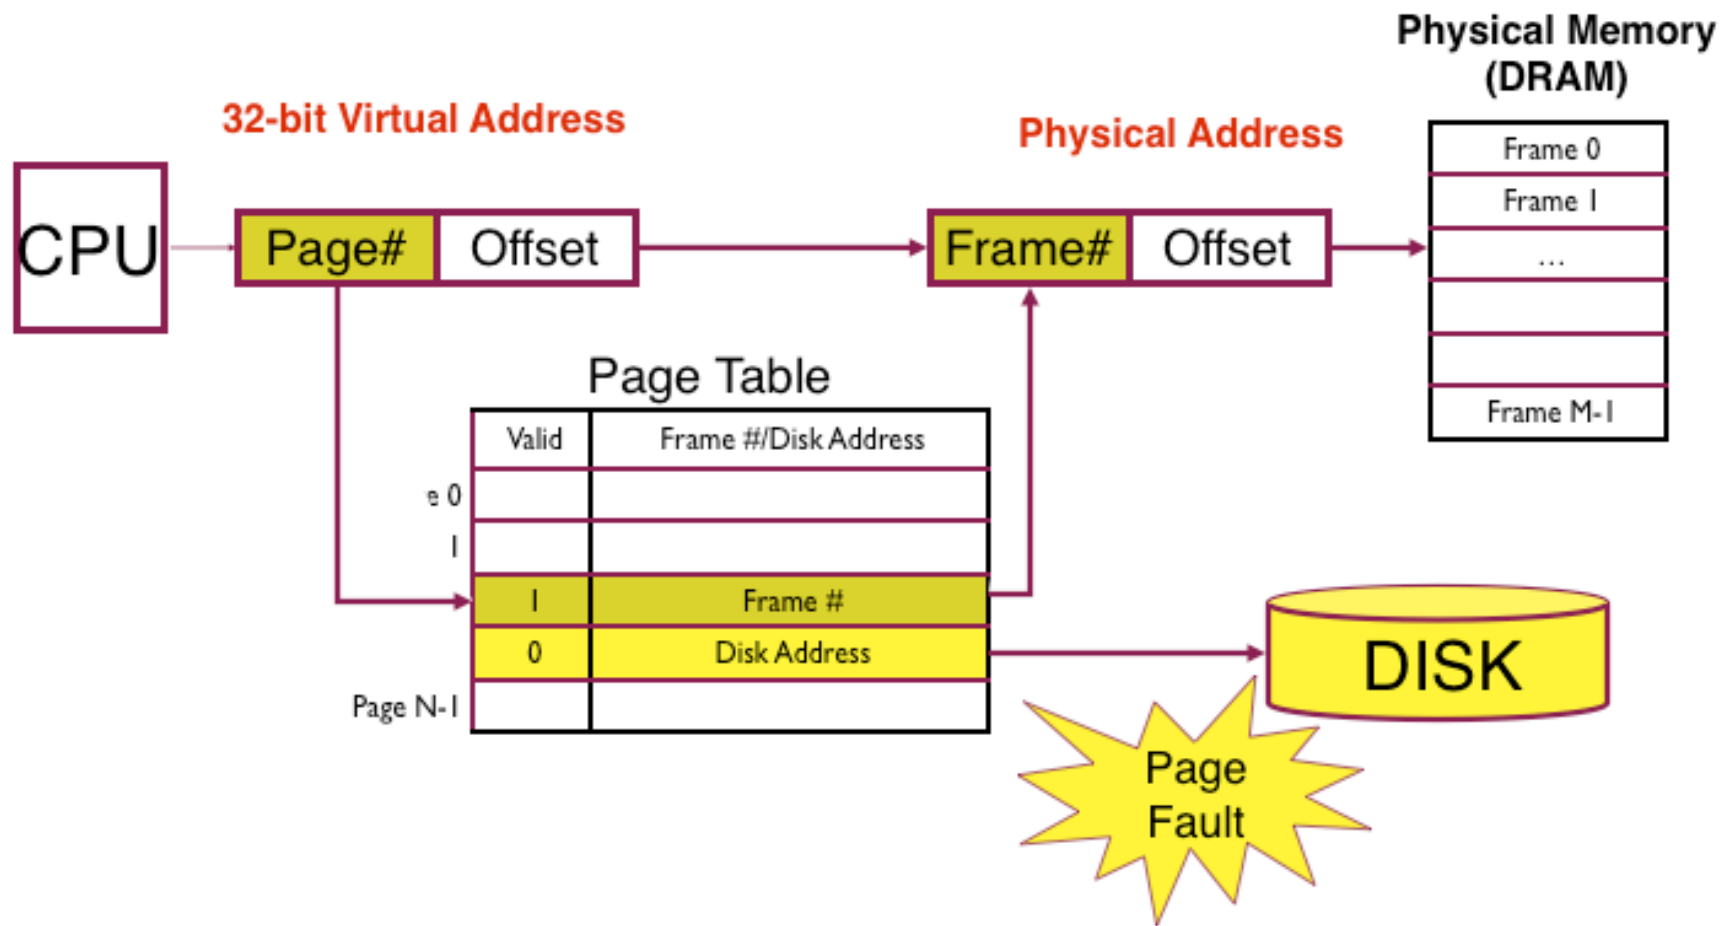 Physical Memory
(DRAM)
32-bit Virtual Address
Physical Address
Frame 0
Frame 1
...
Frame M-1
CPU
Page#
Offset
Frame#
Offset
Page Table
Valid
Frame #/Disk Address
e 0
1
1
Frame #
0
Disk Address
Page N-1
DISK
Page
Fault